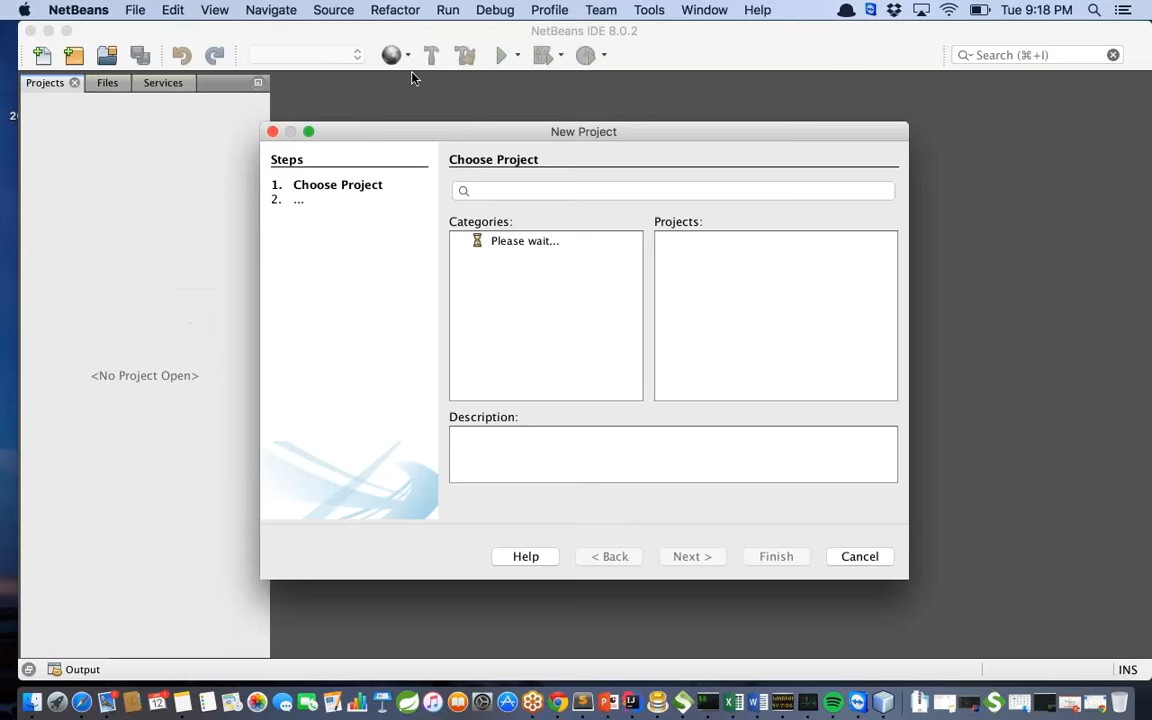 NetBeans File Edit View Navigate Source Refactor Run Debug Profile Team Tools Window Help Tue 9:18 PM
NetBeans IDE 8.0.2
Search (⌘+I)
Projects Files Services
New Project
Steps
1. Choose Project
2. ...
Choose Project
Categories:
Projects:
Please wait...
<No Project Open>
Description:
Help < Back Next > Finish Cancel
Output
INS